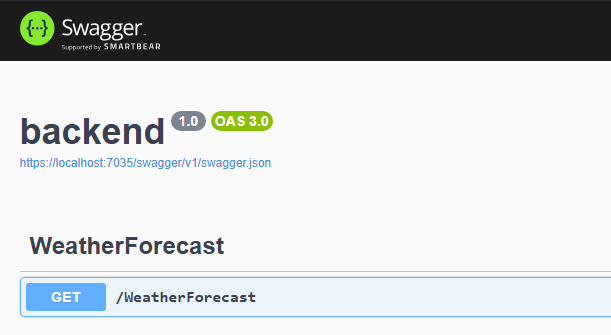 {···} Swagger™
Supported by SMARTBEAR
backend 1.0 OAS 3.0
https://localhost:7035/swagger/v1/swagger.json
WeatherForecast
GET /WeatherForecast